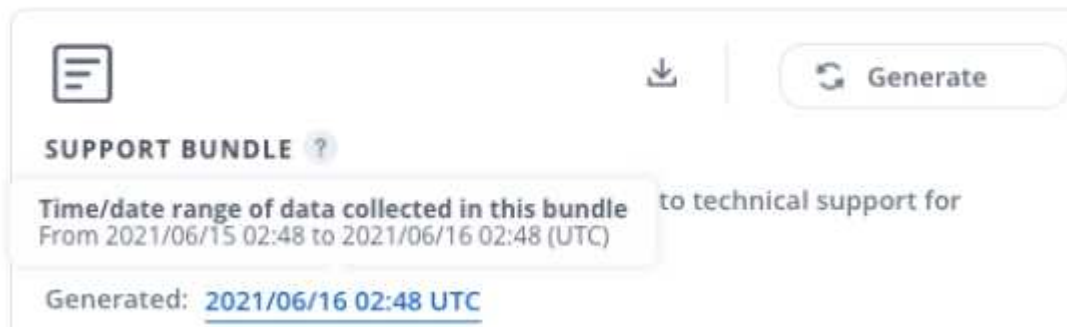 Generate
SUPPORT BUNDLE ?
Time/date range of data collected in this bundle
From 2021/06/15 02:48 to 2021/06/16 02:48 (UTC)
to technical support for
Generated: 2021/06/16 02:48 UTC